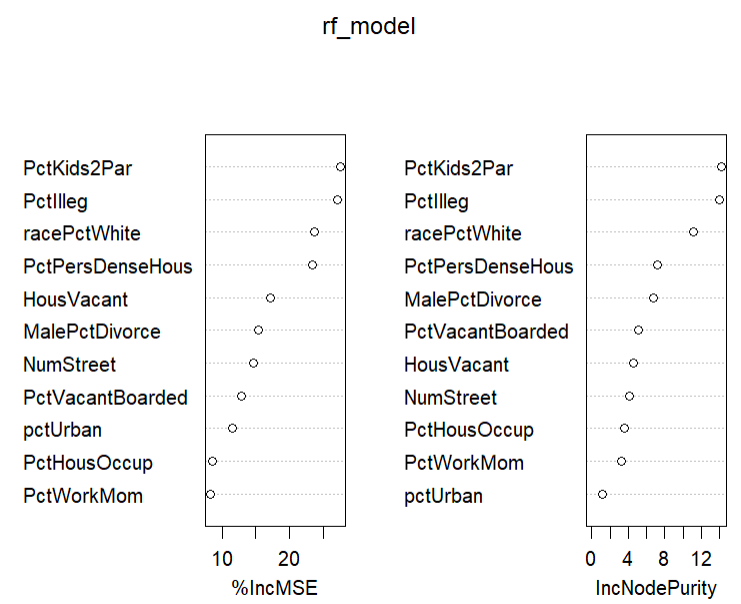 rf_model
PctKids2Par
PctIlleg
racePctWhite
PctPersDenseHous
HousVacant
MalePctDivorce
NumStreet
PctVacantBoarded
pctUrban
PctHousOccup
PctWorkMom
10 20
%IncMSE
PctKids2Par
PctIlleg
racePctWhite
PctPersDenseHous
MalePctDivorce
PctVacantBoarded
HousVacant
NumStreet
PctHousOccup
PctWorkMom
pctUrban
0 4 8 12
IncNodePurity